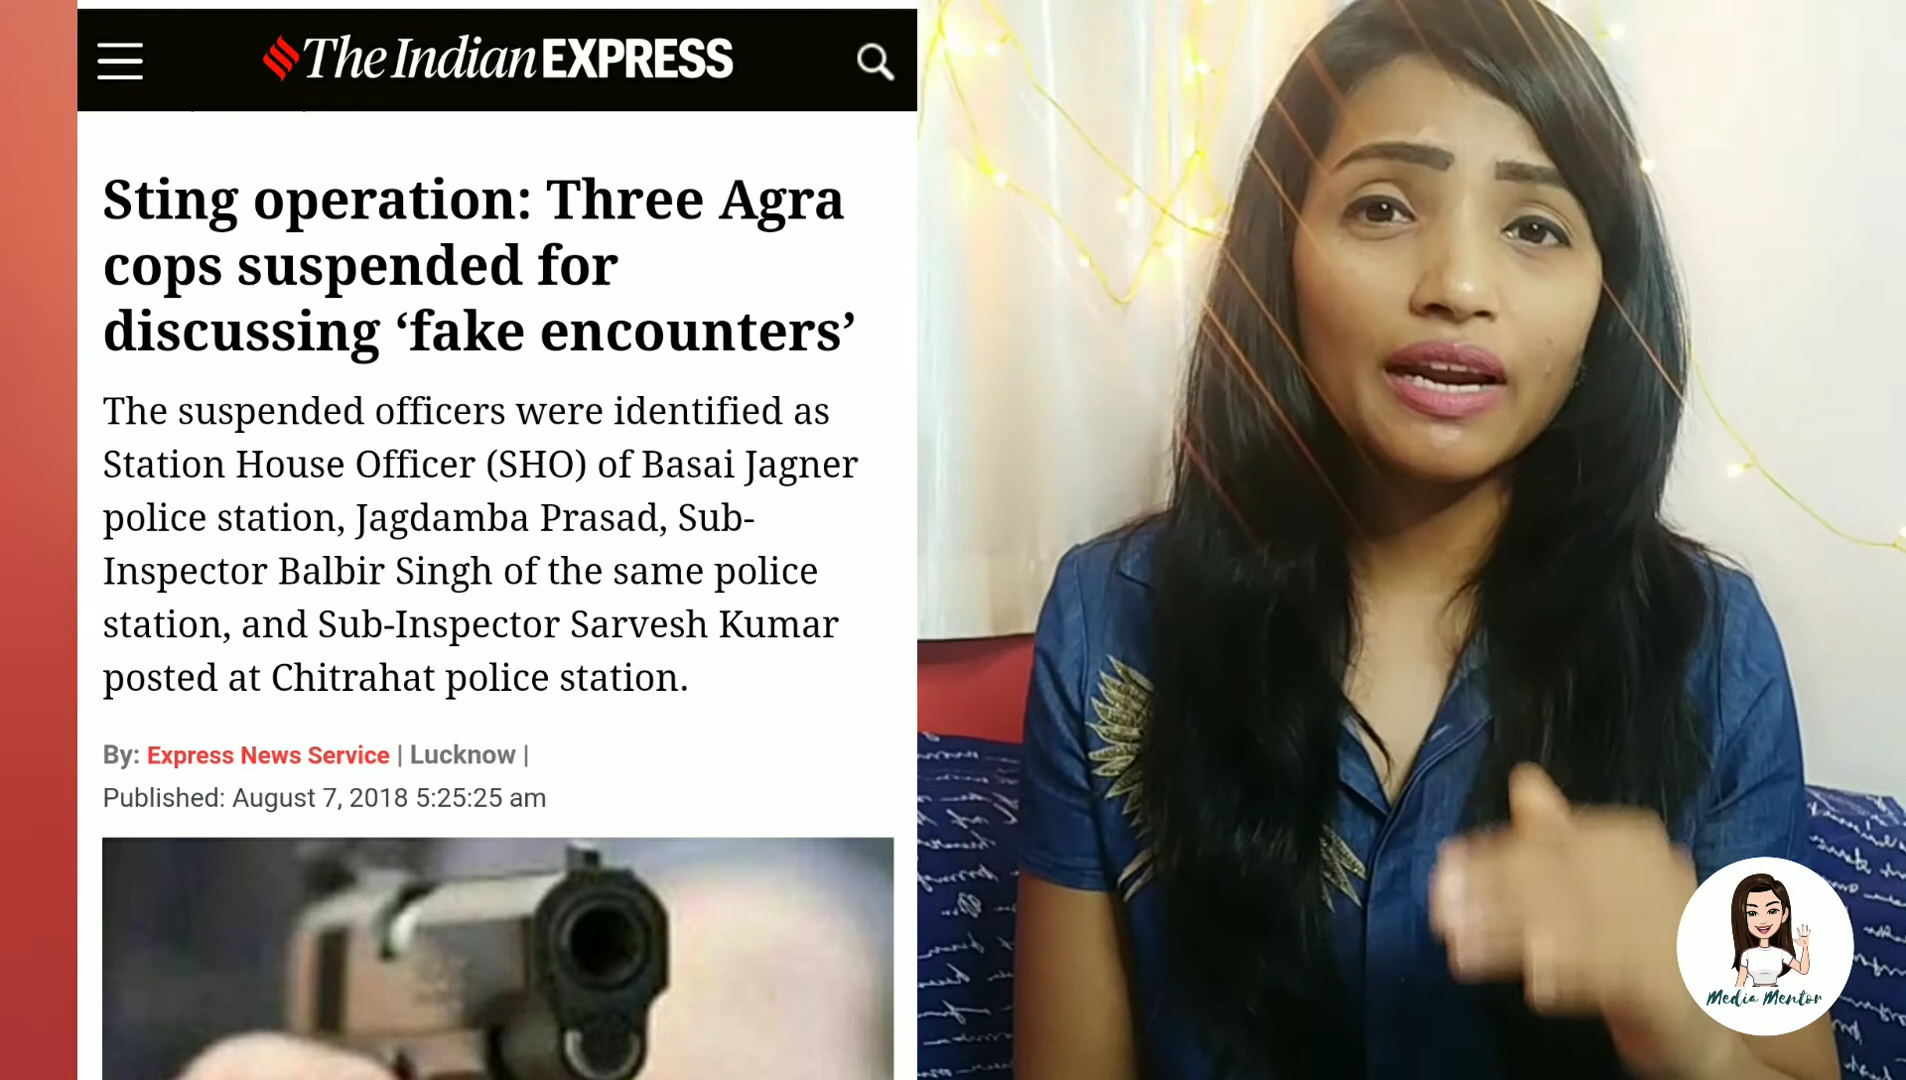 The Indian EXPRESS
Sting operation: Three Agra
cops suspended for
discussing ‘fake encounters’
The suspended officers were identified as
Station House Officer (SHO) of Basai Jagner
police station, Jagdamba Prasad, Sub-
Inspector Balbir Singh of the same police
station, and Sub-Inspector Sarvesh Kumar
posted at Chitrahat police station.
By: Express News Service | Lucknow |
Published: August 7, 2018 5:25:25 am
Media Mentor